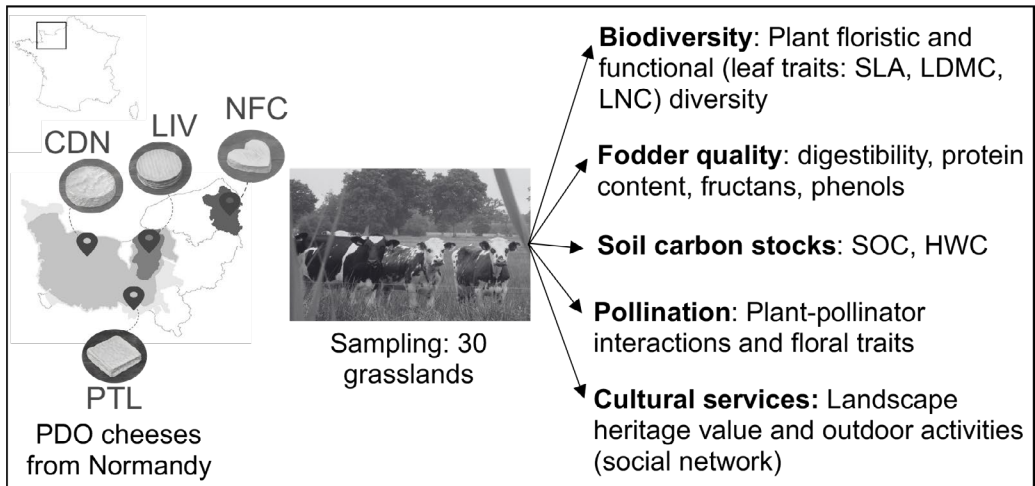 CDN
LIV
NFC
PTL
PDO cheeses
from Normandy
Sampling: 30
grasslands
Biodiversity: Plant floristic and
functional (leaf traits: SLA, LDMC,
LNC) diversity
Fodder quality: digestibility, protein
content, fructans, phenols
Soil carbon stocks: SOC, HWC
Pollination: Plant-pollinator
interactions and floral traits
Cultural services: Landscape
heritage value and outdoor activities
(social network)